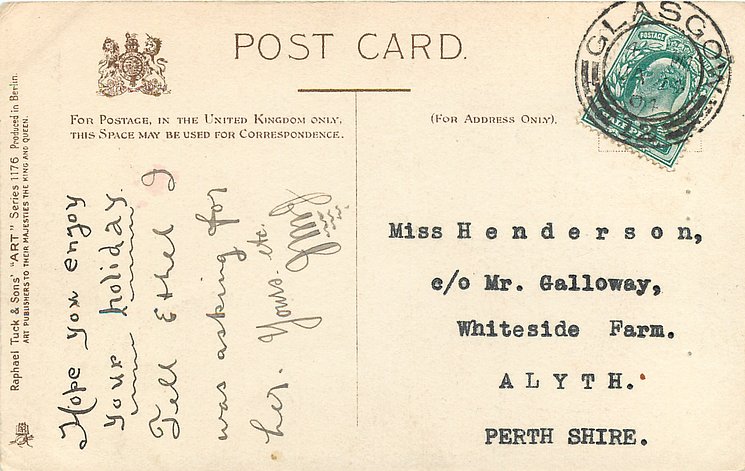 POST CARD.
FOR POSTAGE, IN THE UNITED KINGDOM ONLY,
THIS SPACE MAY BE USED FOR CORRESPONDENCE.
(FOR ADDRESS ONLY).
Raphael Tuck & Sons' "ART" Series 1176 Produced in Berlin.
ART PUBLISHERS TO THEIR MAJESTIES THE KING AND QUEEN.
GLASGOW
POSTAGE
Hope you enjoy
your holiday.
Tell Ethel I
was asking for
her. Yours. etc.
Miss Henderson,
c/o Mr. Galloway,
Whiteside Farm.
ALYTH.
PERTH SHIRE.